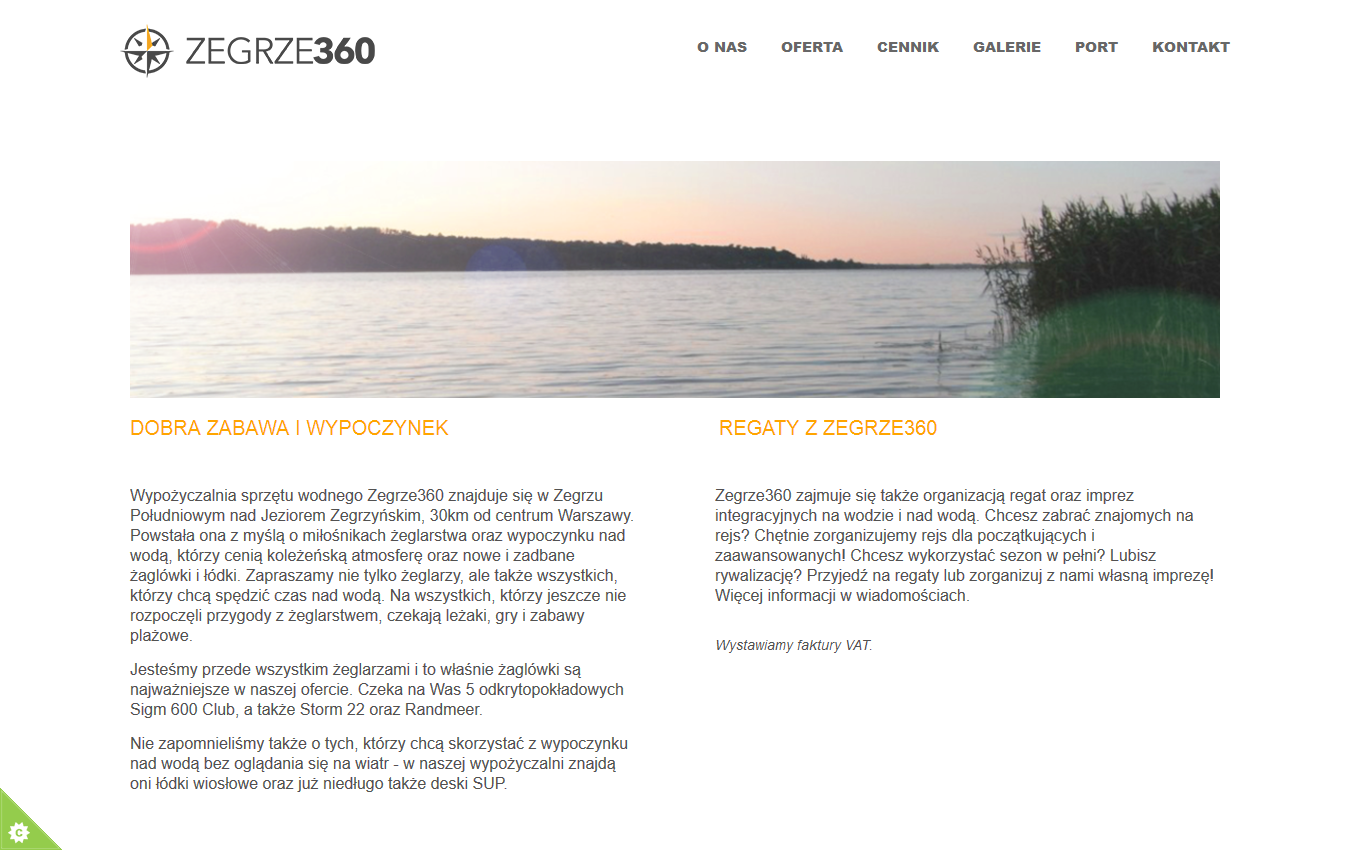 ZEGRZE360
O NAS OFERTA CENNIK GALERIE PORT KONTAKT
DOBRA ZABAWA I WYPOCZYNEK
Wypożyczalnia sprzętu wodnego Zegrze360 znajduje się w Zegrzu
Południowym nad Jeziorem Zegrzyńskim, 30km od centrum Warszawy.
Powstała ona z myślą o miłośnikach żeglarstwa oraz wypoczynku nad
wodą, którzy cenią koleżeńską atmosferę oraz nowe i zadbane
żaglówki i łódki. Zapraszamy nie tylko żeglarzy, ale także wszystkich,
którzy chcą spędzić czas nad wodą. Na wszystkich, którzy jeszcze nie
rozpoczęli przygody z żeglarstwem, czekają leżaki, gry i zabawy
plażowe.
Jesteśmy przede wszystkim żeglarzami i to właśnie żaglówki są
najważniejsze w naszej ofercie. Czeka na Was 5 odkrytopokładowych
Sigm 600 Club, a także Storm 22 oraz Randmeer.
Nie zapomnieliśmy także o tych, którzy chcą skorzystać z wypoczynku
nad wodą bez oglądania się na wiatr - w naszej wypożyczalni znajdą
oni łódki wiosłowe oraz już niedługo także deski SUP.
REGATY Z ZEGRZE360
Zegrze360 zajmuje się także organizacją regat oraz imprez
integracyjnych na wodzie i nad wodą. Chcesz zabrać znajomych na
rejs? Chętnie zorganizujemy rejs dla początkujących i
zaawansowanych! Chcesz wykorzystać sezon w pełni? Lubisz
rywalizację? Przyjedź na regaty lub zorganizuj z nami własną imprezę!
Więcej informacji w wiadomościach.
Wystawiamy faktury VAT.
C